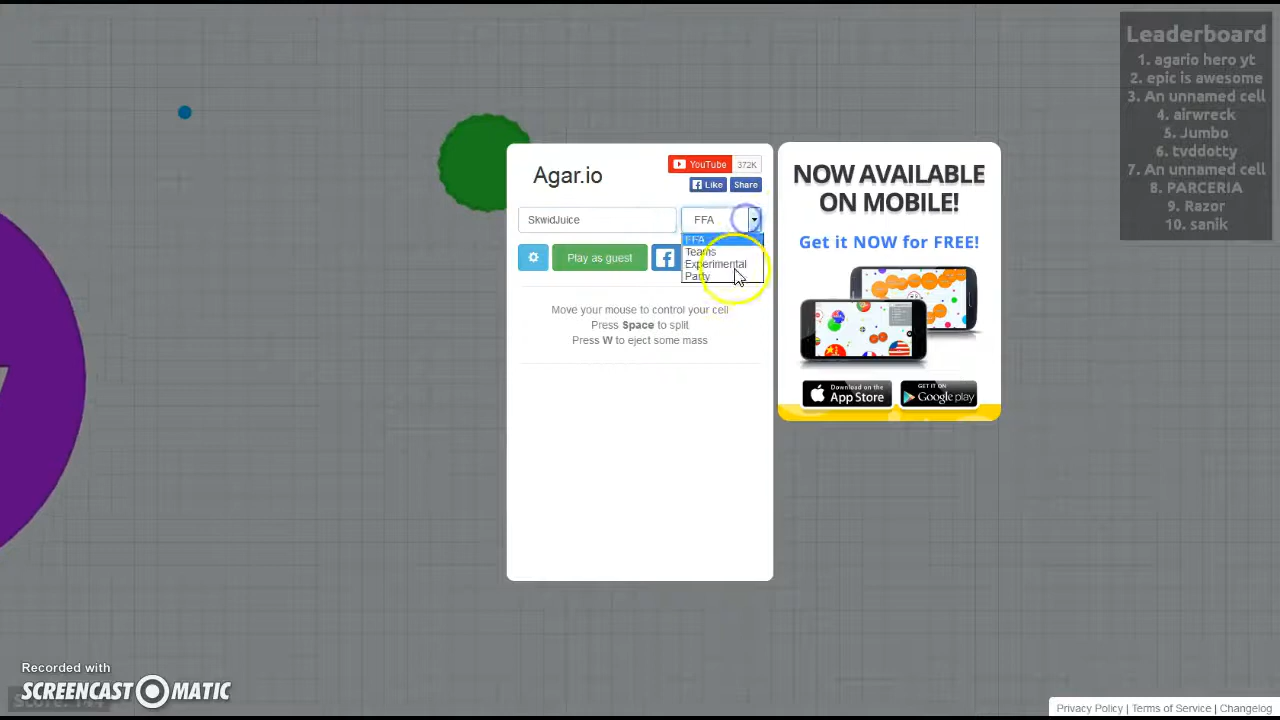 Leaderboard
1. agario hero yt
2. epic is awesome
3. An unnamed cell
4. airwreck
5. Jumbo
6. tvddotty
7. An unnamed cell
8. PARCERIA
9. Razor
10. sanik
Agar.io
YouTube 372K
Like Share
SkwidJuice
FFA
FFA
Teams
Experimental
Party
Play as guest
Move your mouse to control your cell
Press Space to split
Press W to eject some mass
NOW AVAILABLE
ON MOBILE!
Get it NOW for FREE!
Download on the
App Store
GET IT ON
Google play
Recorded with
SCREENCAST MATIC
Privacy Policy | Terms of Service | Changelog